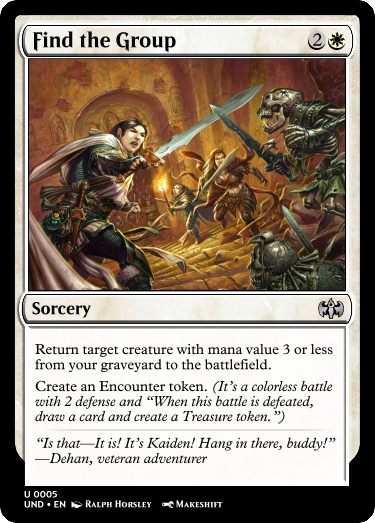 Find the Group 2
Sorcery
Return target creature with mana value 3 or less
from your graveyard to the battlefield.
Create an Encounter token. (It's a colorless battle
with 2 defense and “When this battle is defeated,
draw a card and create a Treasure token.”)
“Is that—It is! It's Kaiden! Hang in there, buddy!”
—Dehan, veteran adventurer
U 0005
UND • EN Ralph Horsley Makeshift